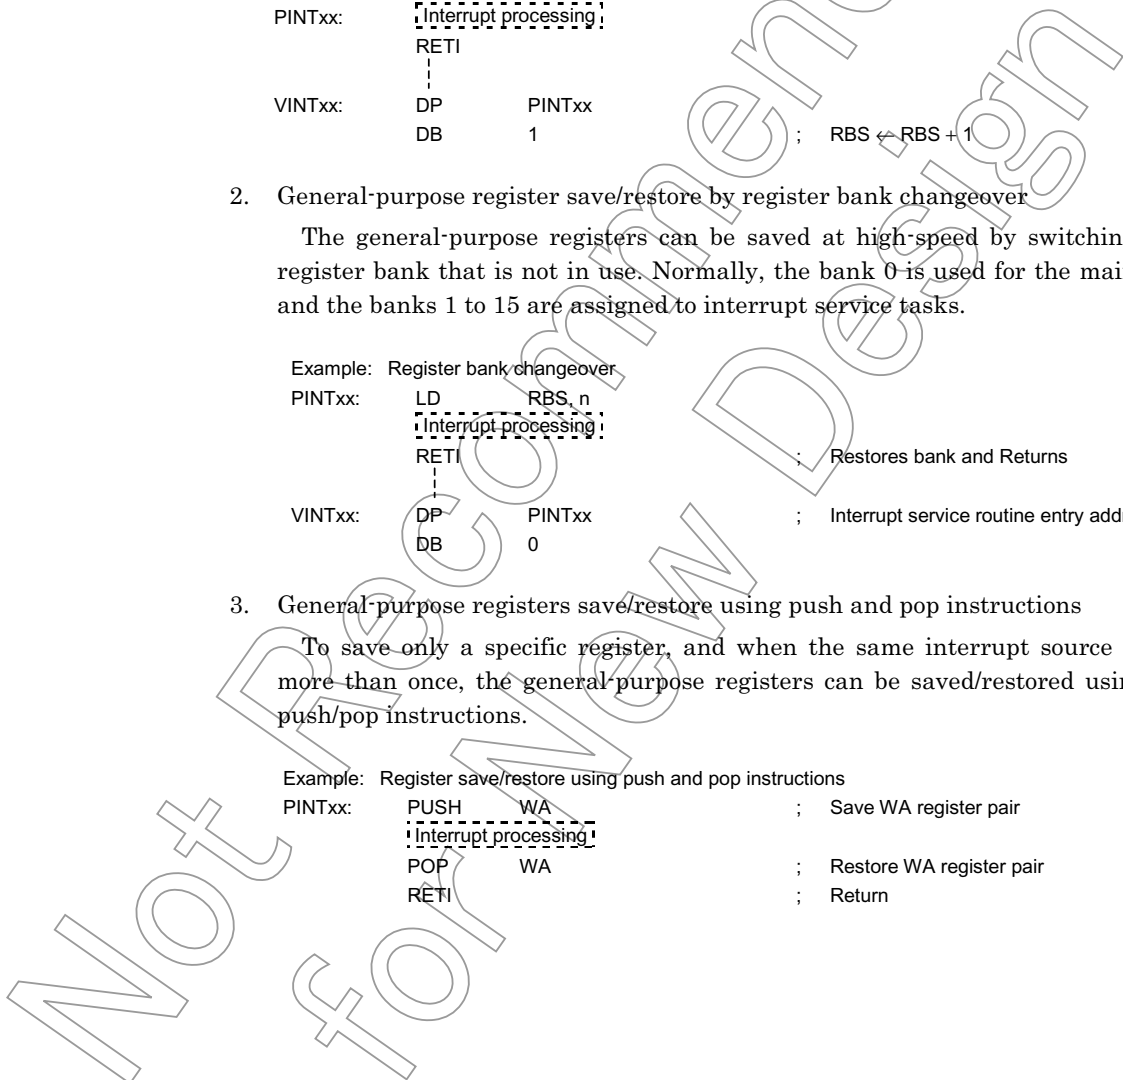 PINTxx: Interrupt processing
RETI
VINTxx: DP PINTxx
DB 1 ; RBS ← RBS + 1
2. General-purpose register save/restore by register bank changeover
The general-purpose registers can be saved at high-speed by switchin
register bank that is not in use. Normally, the bank 0 is used for the mai
and the banks 1 to 15 are assigned to interrupt service tasks.
Example: Register bank changeover
PINTxx: LD RBS, n
Interrupt processing
RETI ; Restores bank and Returns
VINTxx: DP PINTxx ; Interrupt service routine entry add
DB 0
3. General-purpose registers save/restore using push and pop instructions
To save only a specific register, and when the same interrupt source
more than once, the general-purpose registers can be saved/restored usin
push/pop instructions.
Example: Register save/restore using push and pop instructions
PINTxx: PUSH WA ; Save WA register pair
Interrupt processing
POP WA ; Restore WA register pair
RETI ; Return
Not Recommen
for New Design